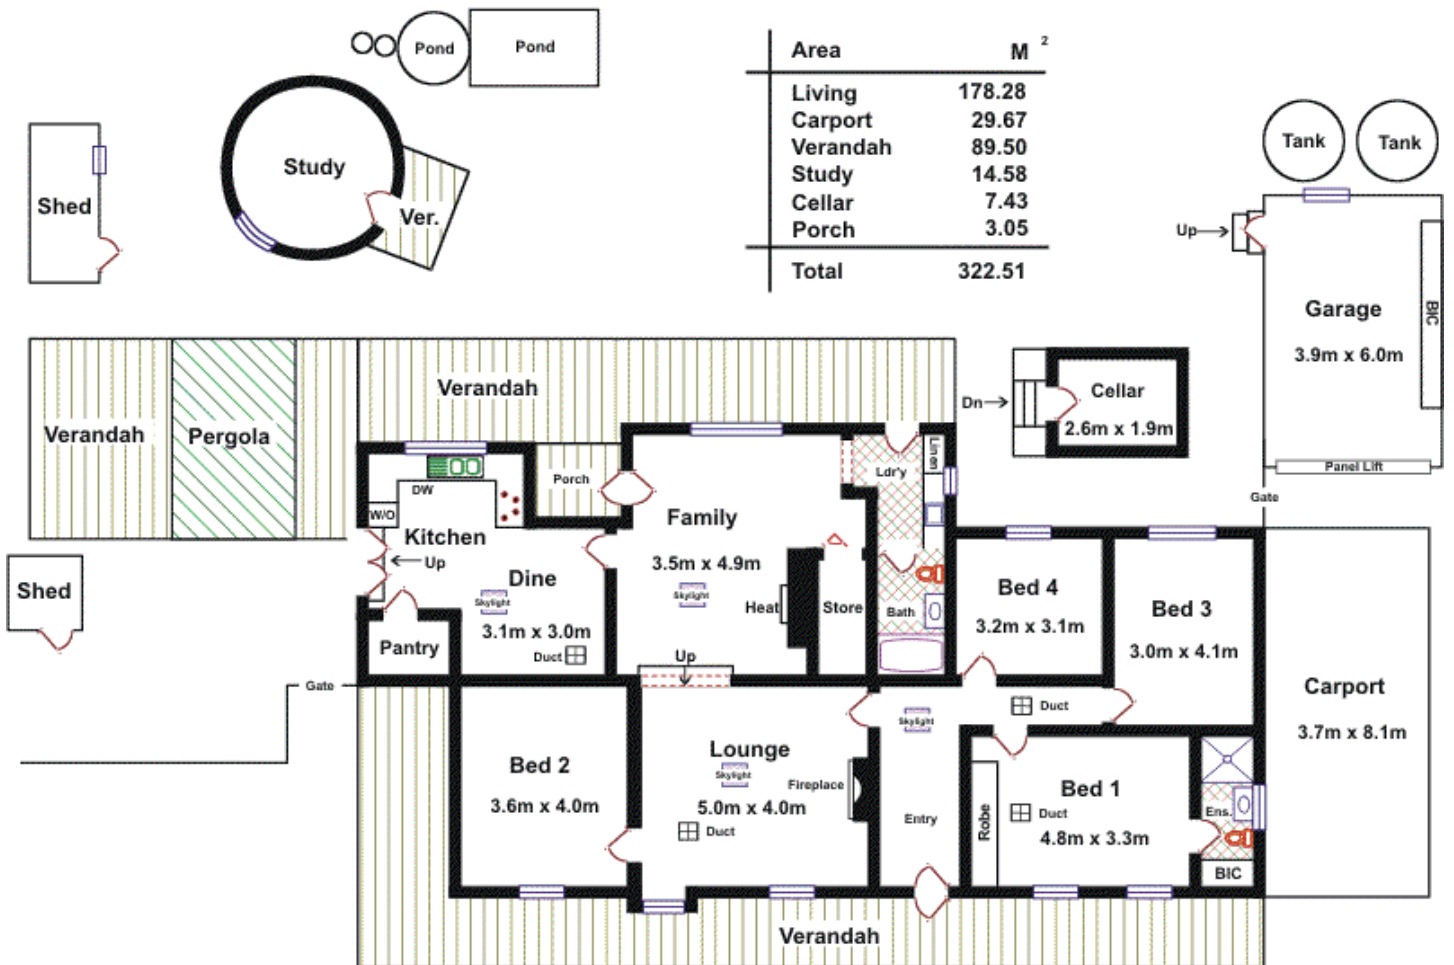 Pond
Pond
Area M 2
Living 178.28
Carport 29.67
Verandah 89.50
Study 14.58
Cellar 7.43
Porch 3.05
Total 322.51
Tank
Tank
Study
Shed
Ver.
Up
Garage
3.9m x 6.0m
BIC
Panel Lift
Gate
Dn
Cellar
2.6m x 1.9m
Verandah
Verandah
Pergola
Shed
Gate
DW
W/O
Kitchen
Up
Porch
Dine
Skylight
3.1m x 3.0m
Duct
Pantry
Family
3.5m x 4.9m
Skylight
Heat
Store
Up
Ldr'y
Linen
Bath
Bed 4
3.2m x 3.1m
Bed 3
3.0m x 4.1m
Carport
3.7m x 8.1m
Bed 2
3.6m x 4.0m
Lounge
Skylight
5.0m x 4.0m
Duct
Fireplace
Skylight
Duct
Entry
Robe
Bed 1
Duct
4.8m x 3.3m
Ens.
BIC
Verandah